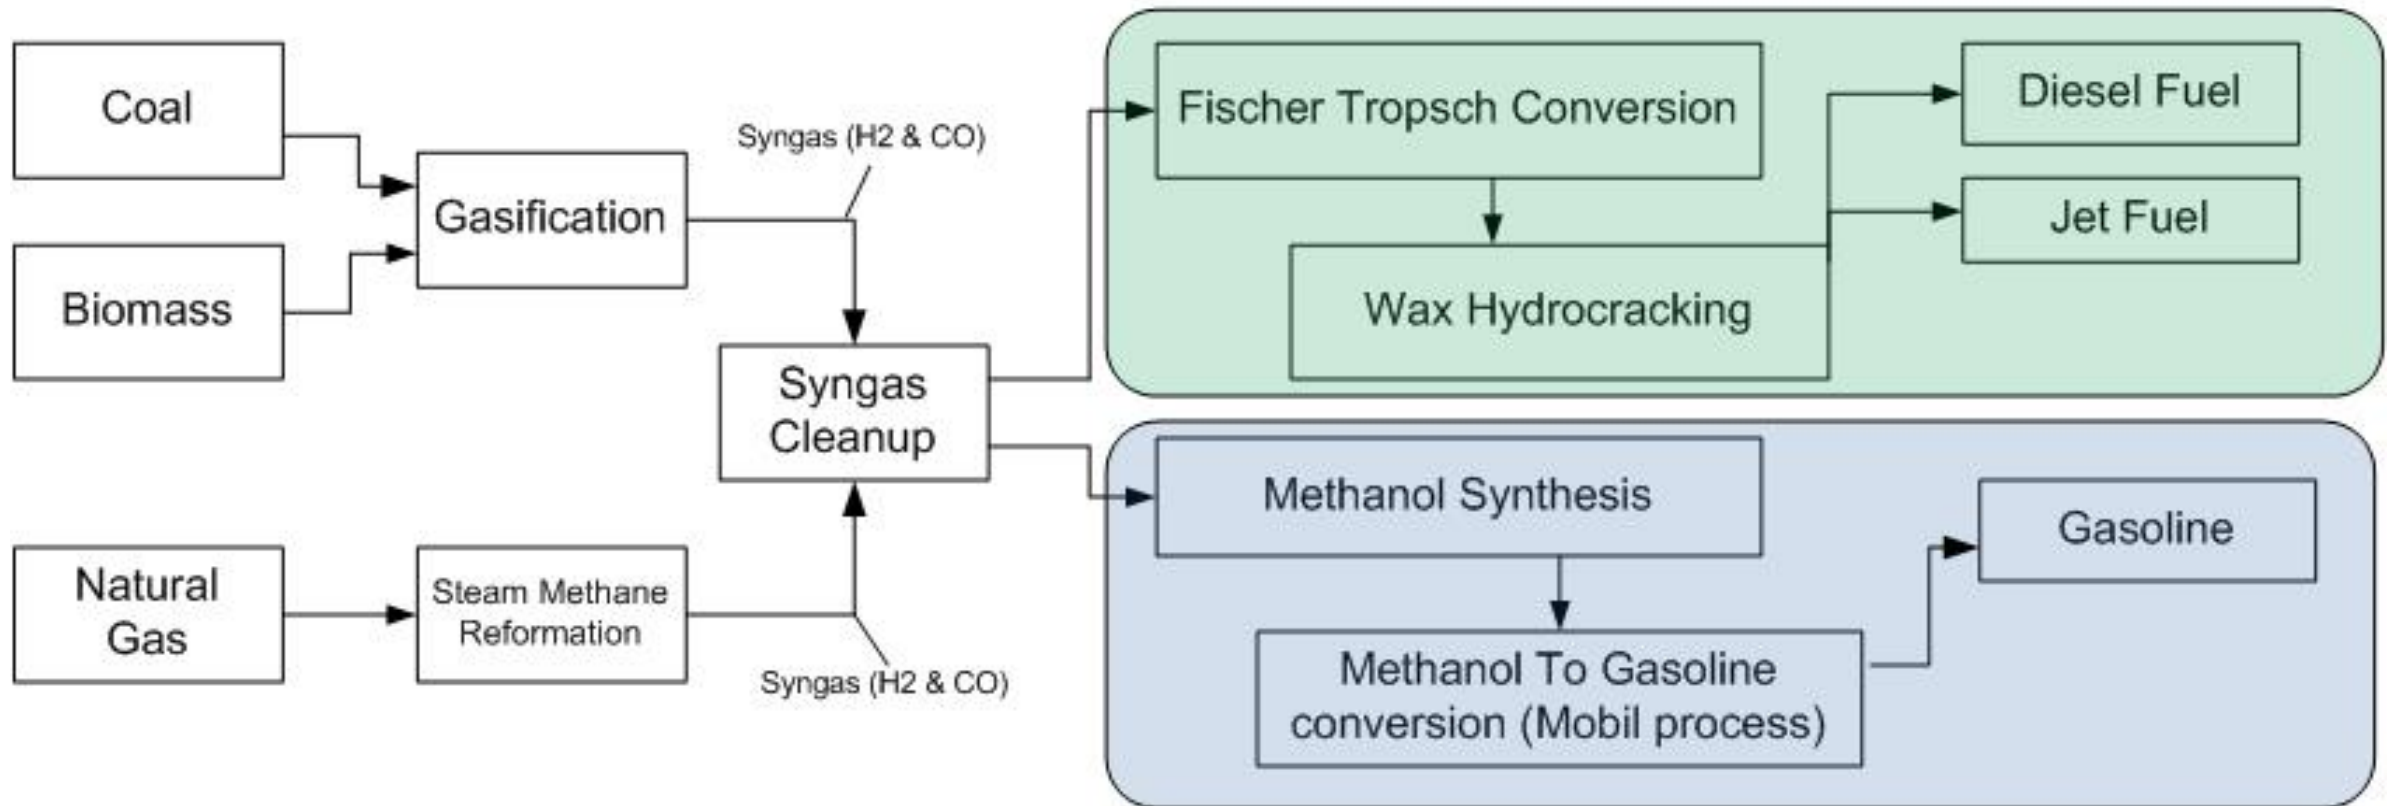 Coal
Biomass
Gasification
Syngas (H2 & CO)
Natural
Gas
Steam Methane
Reformation
Syngas (H2 & CO)
Syngas
Cleanup
Fischer Tropsch Conversion
Wax Hydrocracking
Diesel Fuel
Jet Fuel
Methanol Synthesis
Methanol To Gasoline
conversion (Mobil process)
Gasoline